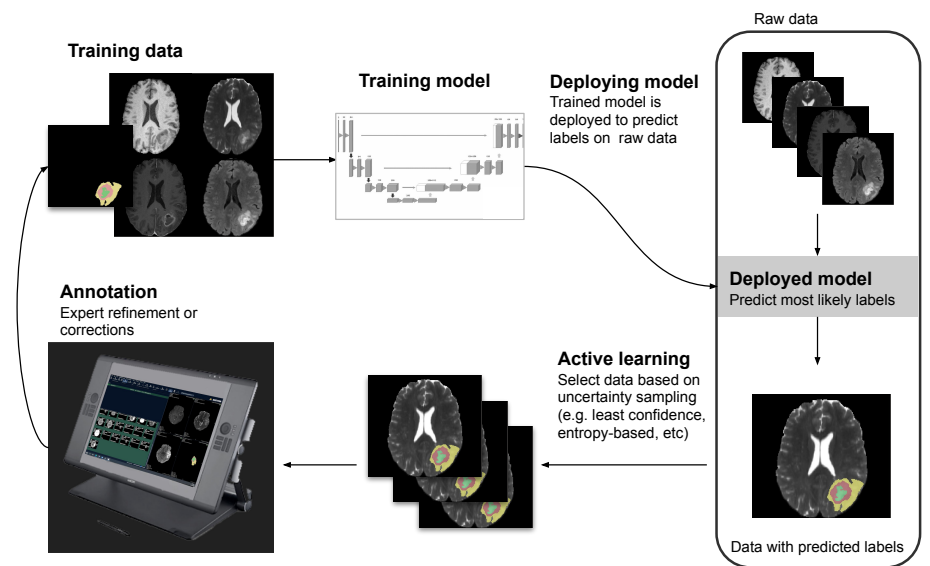 Raw data
Training data
Training model
Deploying model
Trained model is
deployed to predict
labels on raw data
Deployed model
Predict most likely labels
Annotation
Expert refinement or
corrections
Active learning
Select data based on
uncertainty sampling
(e.g. least confidence,
entropy-based, etc)
Data with predicted labels